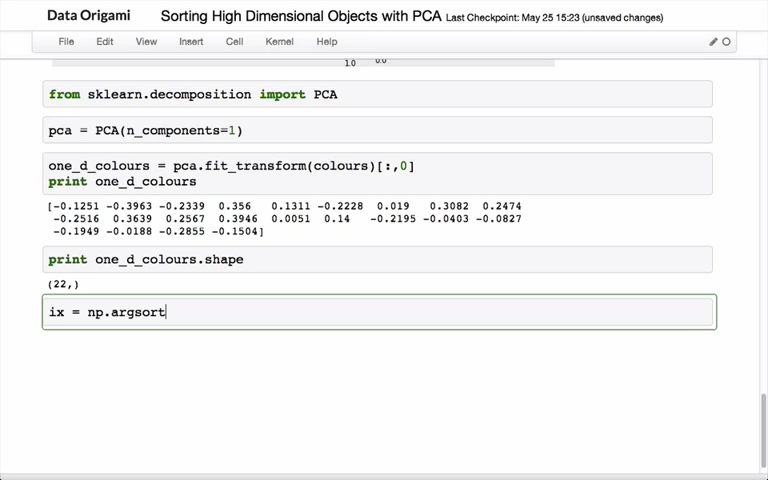 Data Origami Sorting High Dimensional Objects with PCA Last Checkpoint: May 25 15:23 (unsaved changes)
File Edit View Insert Cell Kernel Help
1.0 0.0
from sklearn.decomposition import PCA
pca = PCA(n_components=1)
one_d_colours = pca.fit_transform(colours)[:,0]
print one_d_colours
[-0.1251 -0.3963 -0.2339 0.356 0.1311 -0.2228 0.019 0.3082 0.2474
-0.2516 0.3639 0.2567 0.3946 0.0051 0.14 -0.2195 -0.0403 -0.0827
-0.1949 -0.0188 -0.2855 -0.1504]
print one_d_colours.shape
(22,)
ix = np.argsort